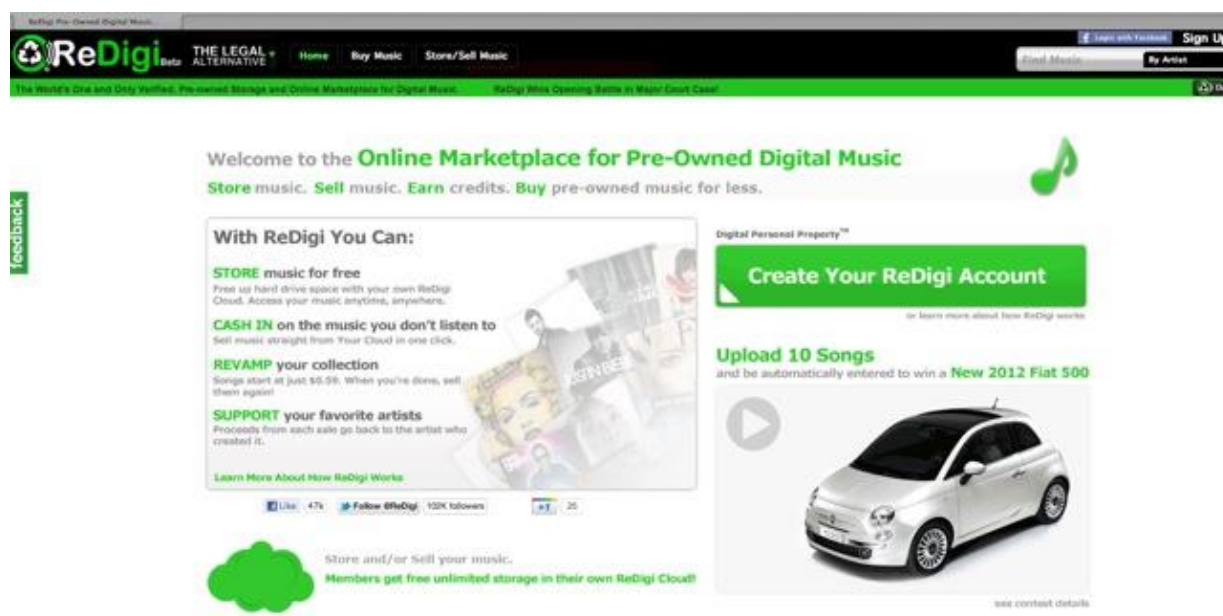 ReDigi Pre-Owned Digital Music...
ReDigi Beta THE LEGAL ALTERNATIVE Home Buy Music Store/Sell Music
Login with Facebook Sign U
Find Music By Artist
The World's One and Only Verified, Pre-owned Storage and Online Marketplace for Digital Music. ReDigi Wins Opening Battle in Major Court Case!
feedback
Welcome to the Online Marketplace for Pre-Owned Digital Music
Store music. Sell music. Earn credits. Buy pre-owned music for less.
With ReDigi You Can:
STORE music for free
Free up hard drive space with your own ReDigi
Cloud. Access your music anytime, anywhere.
CASH IN on the music you don't listen to
Sell music straight from Your Cloud in one click.
REVAMP your collection
Songs start at just $0.59. When you're done, sell
them again!
SUPPORT your favorite artists
Proceeds from each sale go back to the artist who
created it.
Learn More About How ReDigi Works
Digital Personal Property™
Create Your ReDigi Account
or learn more about how ReDigi works
Upload 10 Songs
and be automatically entered to win a New 2012 Fiat 500
Like 47k Follow @ReDigi 102K followers +1 26
Store and/or Sell your music.
Members get free unlimited storage in their own ReDigi Cloud!
see contest details